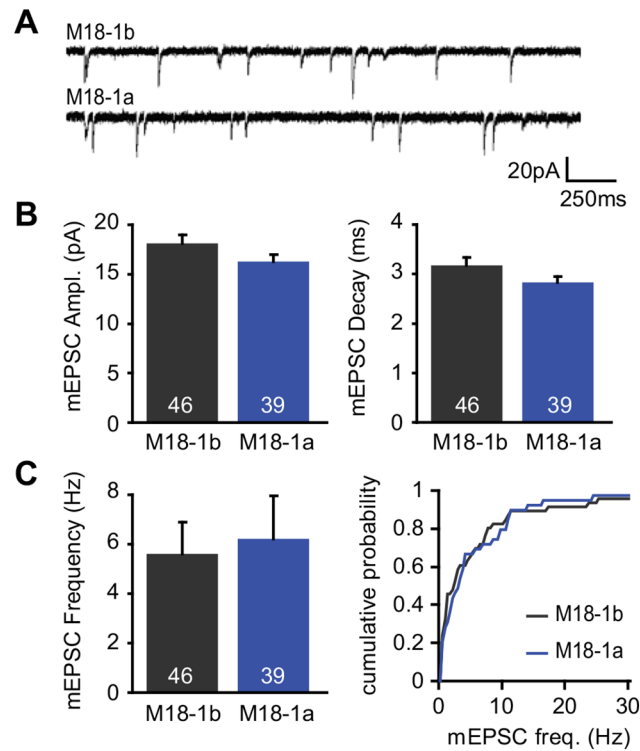 A
M18-1b
M18-1a
20pA
250ms
B
mEPSC Ampl. (pA)
20
15
10
5
0
46
39
M18-1b
M18-1a
mEPSC Decay (ms)
4
3
2
1
0
46
39
M18-1b
M18-1a
C
mEPSC Frequency (Hz)
8
6
4
2
0
46
39
M18-1b
M18-1a
cumulative probability
1
0.8
0.6
0.4
0.2
0
M18-1b
M18-1a
0
10
20
30
mEPSC freq. (Hz)